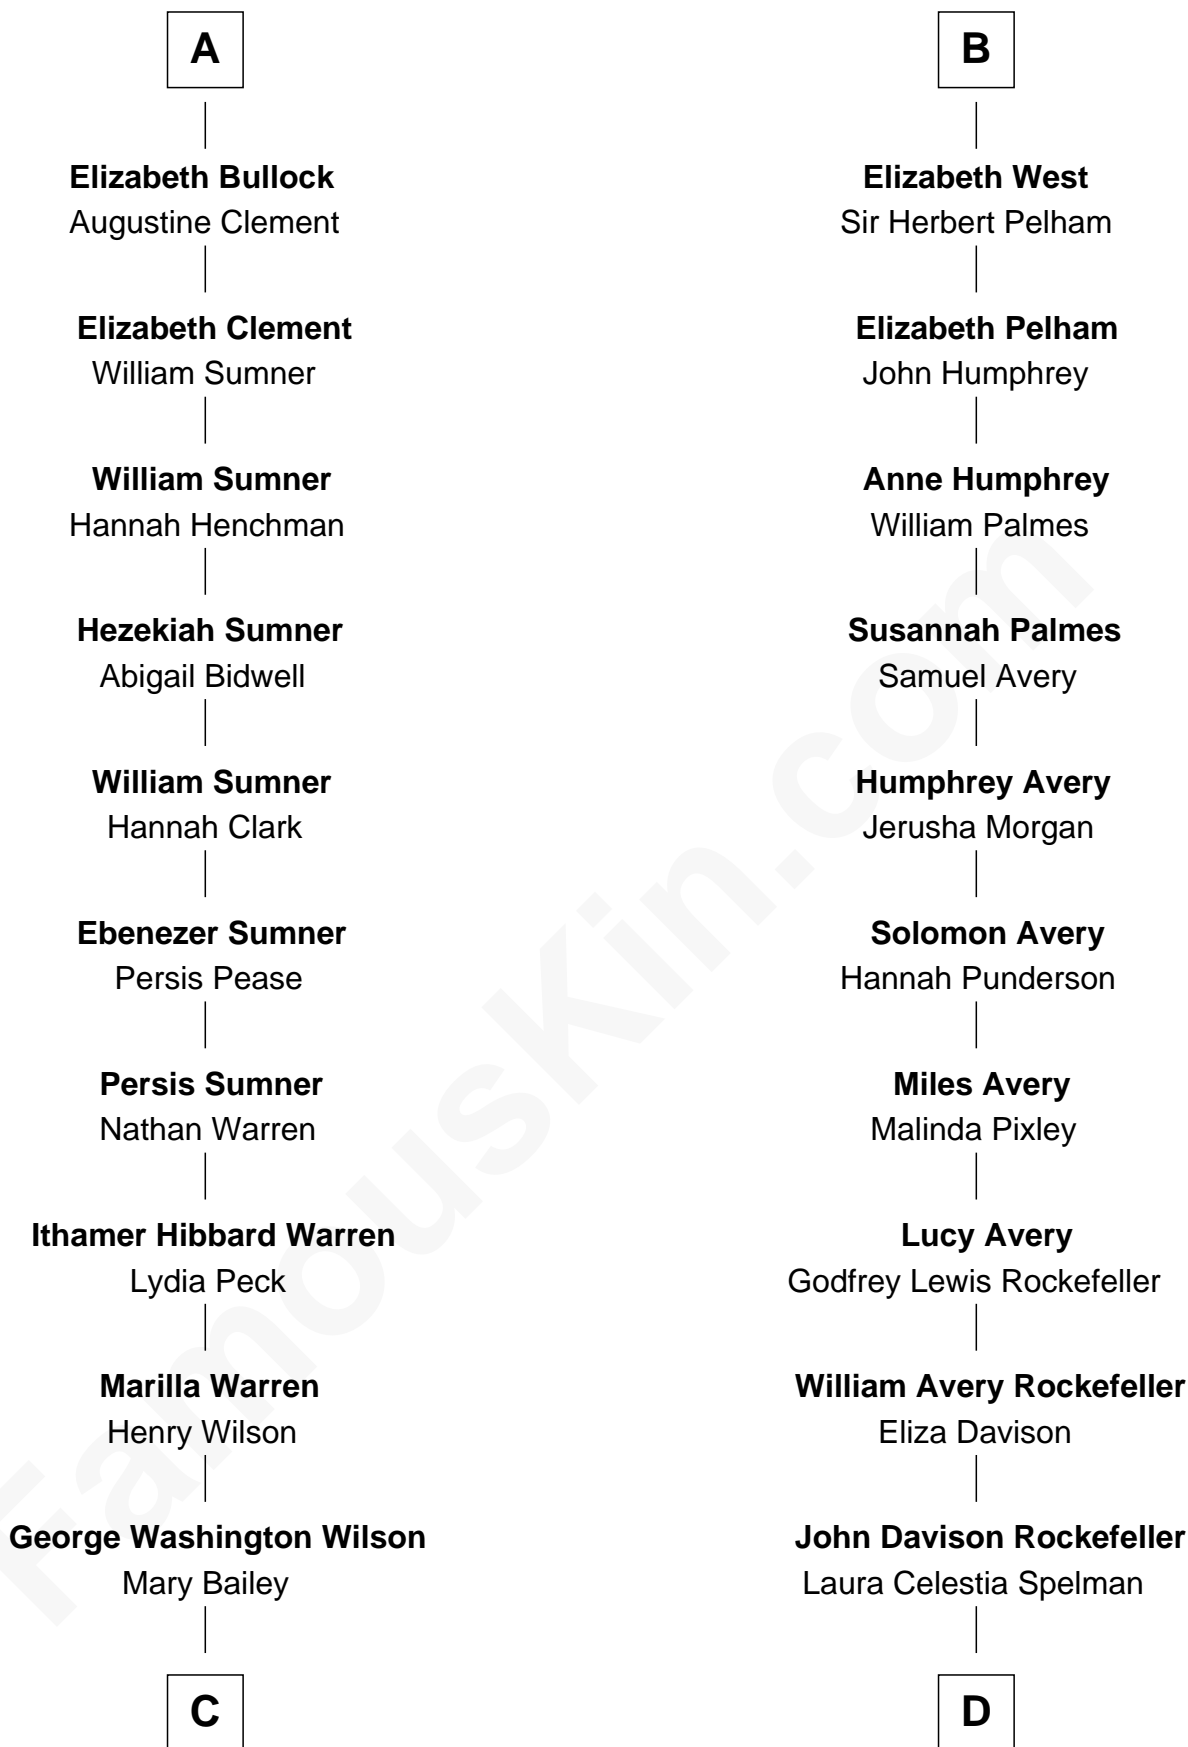 A
Elizabeth Bullock
Augustine Clement
Elizabeth Clement
William Sumner
William Sumner
Hannah Henchman
Hezekiah Sumner
Abigail Bidwell
William Sumner
Hannah Clark
Ebenezer Sumner
Persis Pease
Persis Sumner
Nathan Warren
Ithamer Hibbard Warren
Lydia Peck
Marilla Warren
Henry Wilson
George Washington Wilson
Mary Bailey
C
B
Elizabeth West
Sir Herbert Pelham
Elizabeth Pelham
John Humphrey
Anne Humphrey
William Palmes
Susannah Palmes
Samuel Avery
Humphrey Avery
Jerusha Morgan
Solomon Avery
Hannah Punderson
Miles Avery
Malinda Pixley
Lucy Avery
Godfrey Lewis Rockefeller
William Avery Rockefeller
Eliza Davison
John Davison Rockefeller
Laura Celestia Spelman
D
FamousKin.com